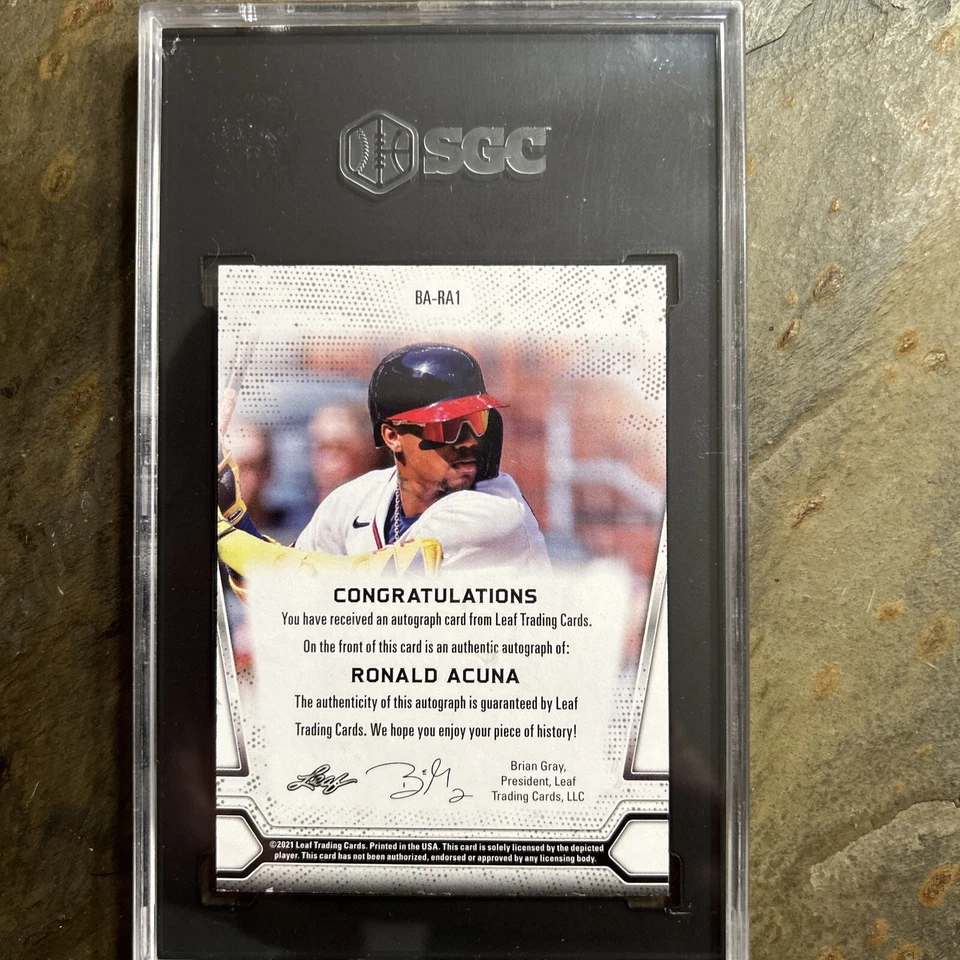 SGC
BA-RA1
CONGRATULATIONS
You have received an autograph card from Leaf Trading Cards.
On the front of this card is an authentic autograph of:
RONALD ACUNA
The authenticity of this autograph is guaranteed by Leaf
Trading Cards. We hope you enjoy your piece of history!
Leaf
Brian Gray,
President, Leaf
Trading Cards, LLC
©2021 Leaf Trading Cards. Printed in the USA. This card is solely licensed by the depicted
player. This card has not been authorized, endorsed or approved by any licensing body.